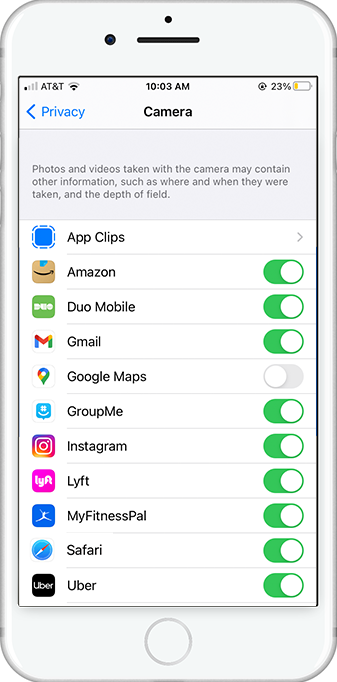 AT&T 10:03 AM 23%
Privacy Camera
Photos and videos taken with the camera may contain
other information, such as where and when they were
taken, and the depth of field.
App Clips
Amazon
DUO Duo Mobile
Gmail
Google Maps
GroupMe
Instagram
lyft Lyft
MyFitnessPal
Safari
Uber Uber